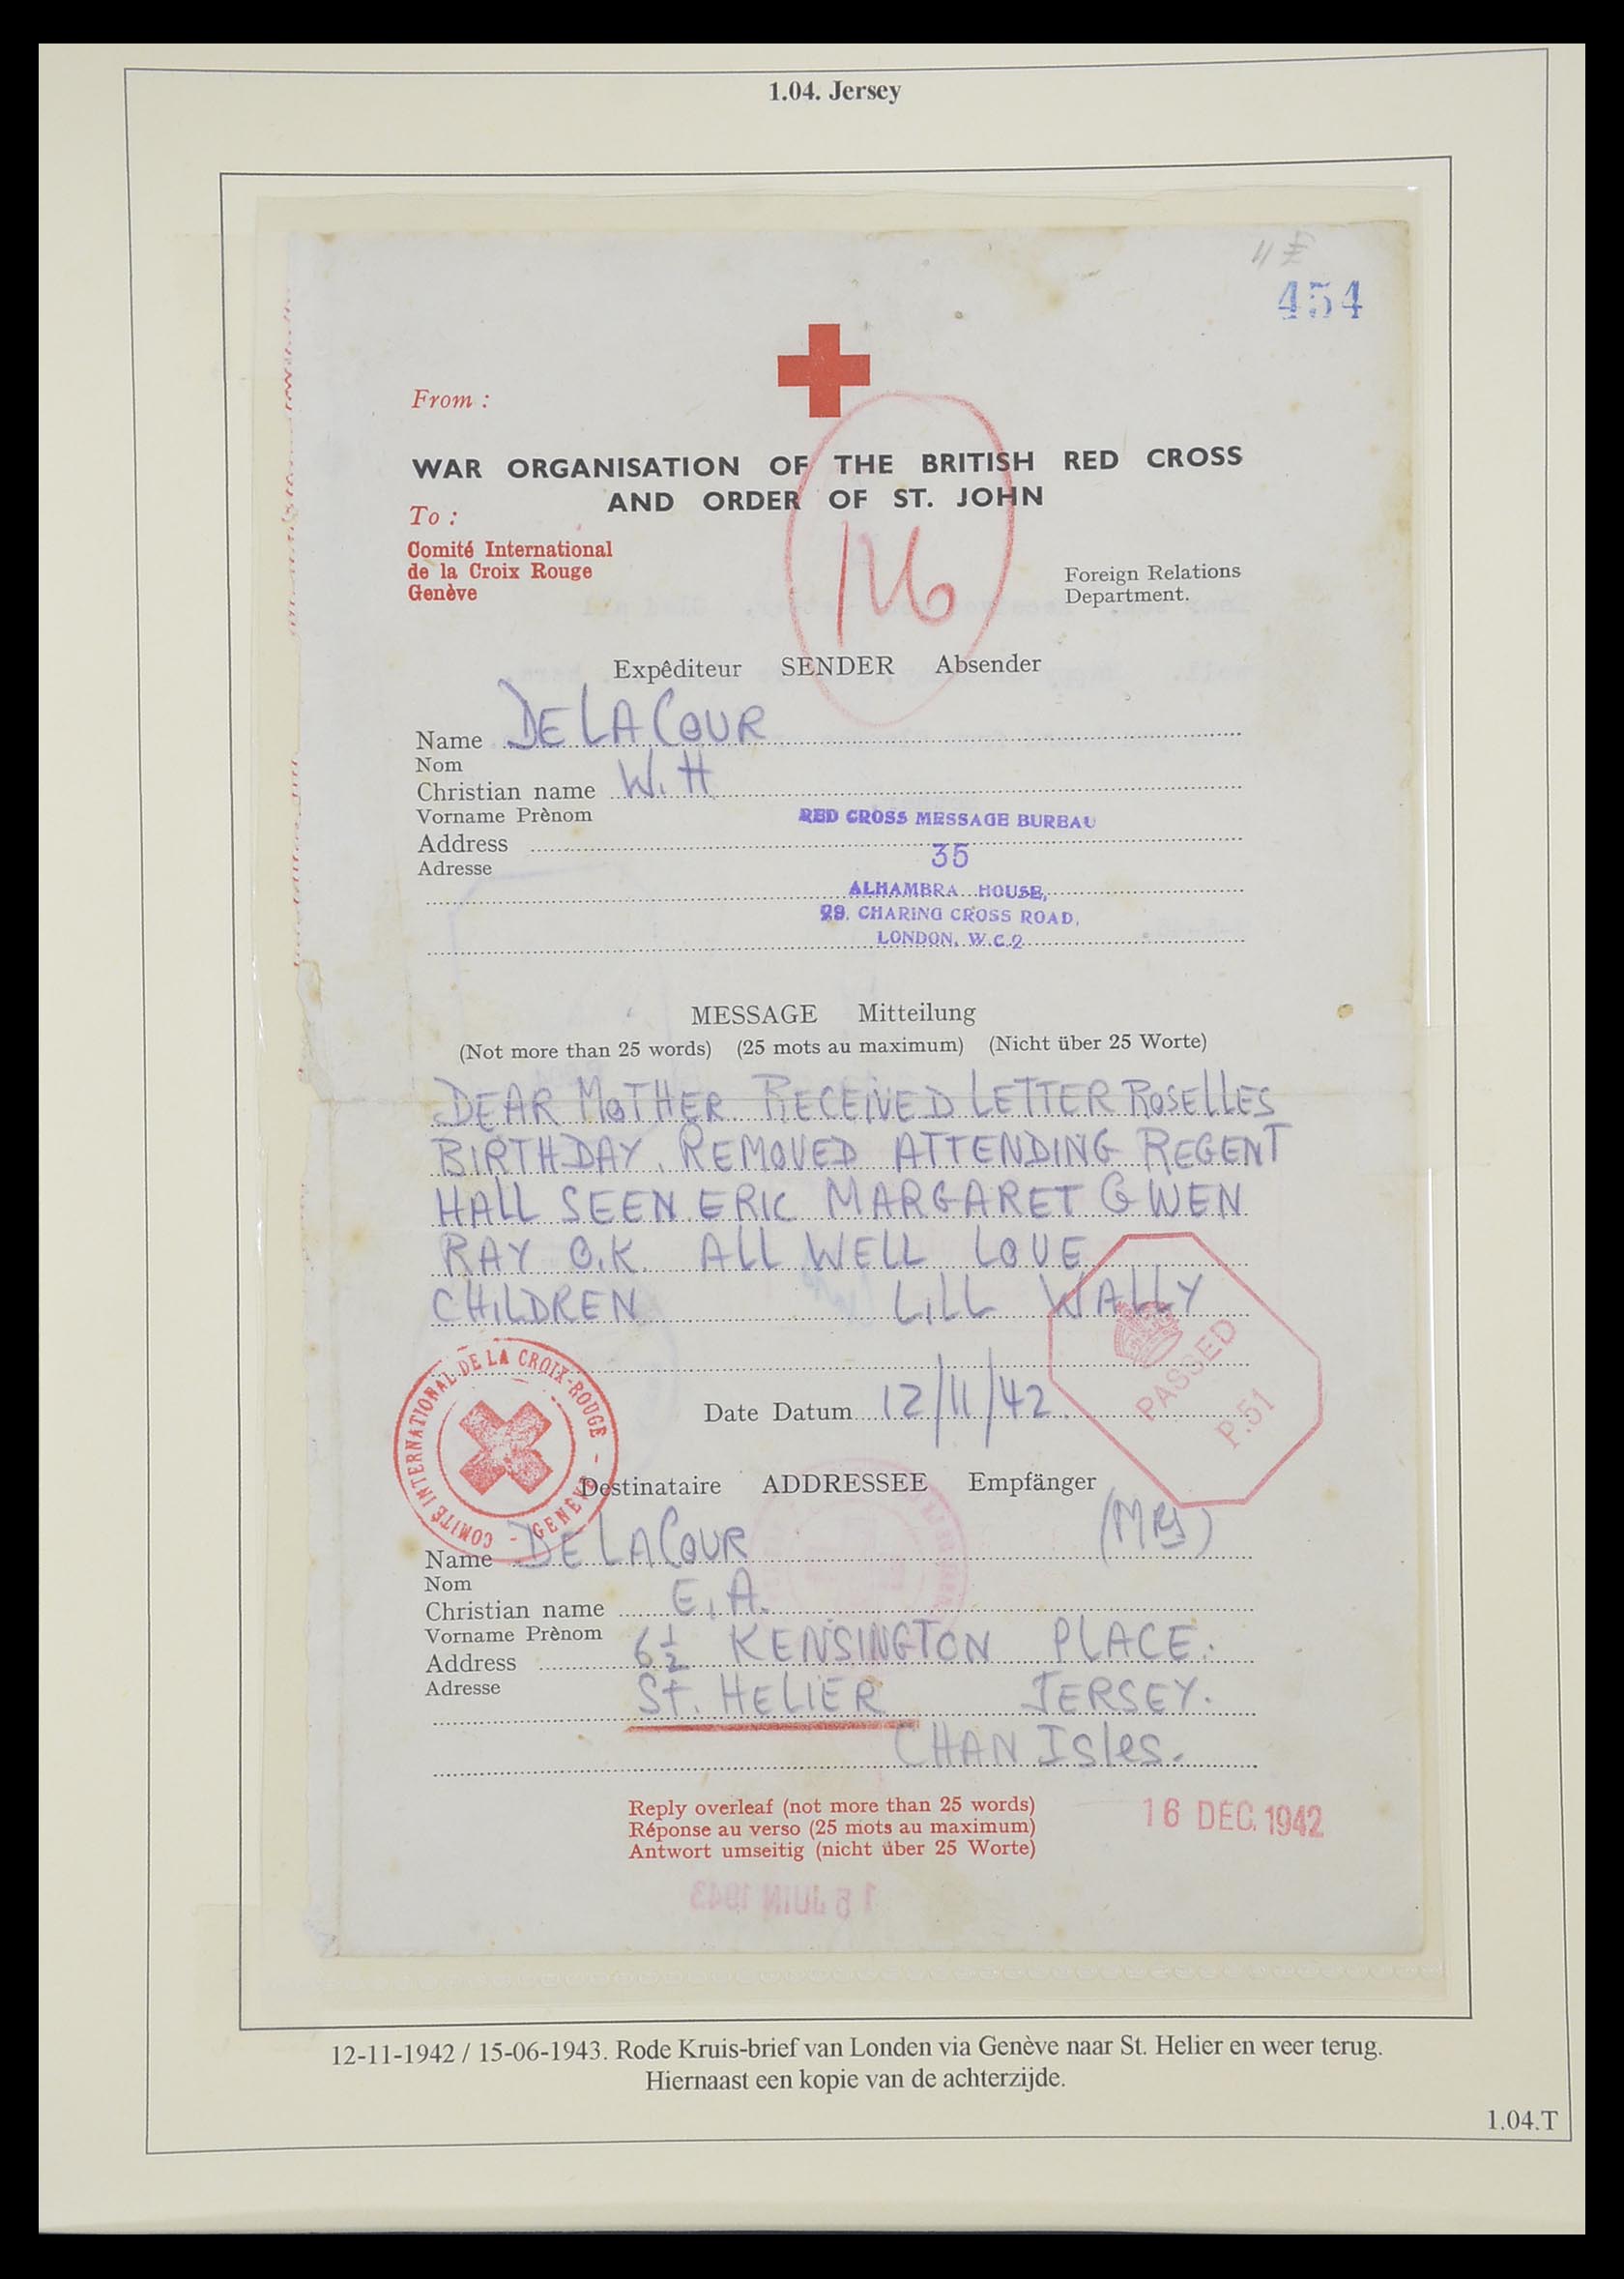 1.04. Jersey
454
From :
WAR ORGANISATION OF THE BRITISH RED CROSS
AND ORDER OF ST. JOHN
To :
Comité International
de la Croix Rouge
Genève
Foreign Relations
Department.
Expêditeur SENDER Absender
Name DE LA COUR
Nom
Christian name W. H
Vorname Prènom
RED CROSS MESSAGE BUREAU
Address
35
Adresse
ALHAMBRA HOUSE,
29, CHARING CROSS ROAD,
LONDON, W.C.2
MESSAGE Mitteilung
(Not more than 25 words) (25 mots au maximum) (Nicht über 25 Worte)
DEAR MOTHER RECEIVED LETTER ROSELLES
BIRTHDAY. REMOVED ATTENDING REGENT
HALL SEEN ERIC MARGARET GWEN
RAY O.K. ALL WELL LOVE
CHILDREN LILL WALLY
PASSED
P.51
COMITÉ INTERNATIONAL DE LA CROIX-ROUGE - GENÈVE -
Date Datum 12/11/42.
Destinataire ADDRESSEE Empfänger
(MRS)
Name DE LA COUR
Nom
Christian name E. A.
Vorname Prènom
Address 6½ KENSINGTON PLACE.
Adresse ST. HELIER JERSEY.
CHAN Isles.
Reply overleaf (not more than 25 words)
Réponse au verso (25 mots au maximum)
Antwort umseitig (nicht über 25 Worte)
16 DEC. 1942
15 JUIN 1943
12-11-1942 / 15-06-1943. Rode Kruis-brief van Londen via Genève naar St. Helier en weer terug.
Hiernaast een kopie van de achterzijde.
1.04.T